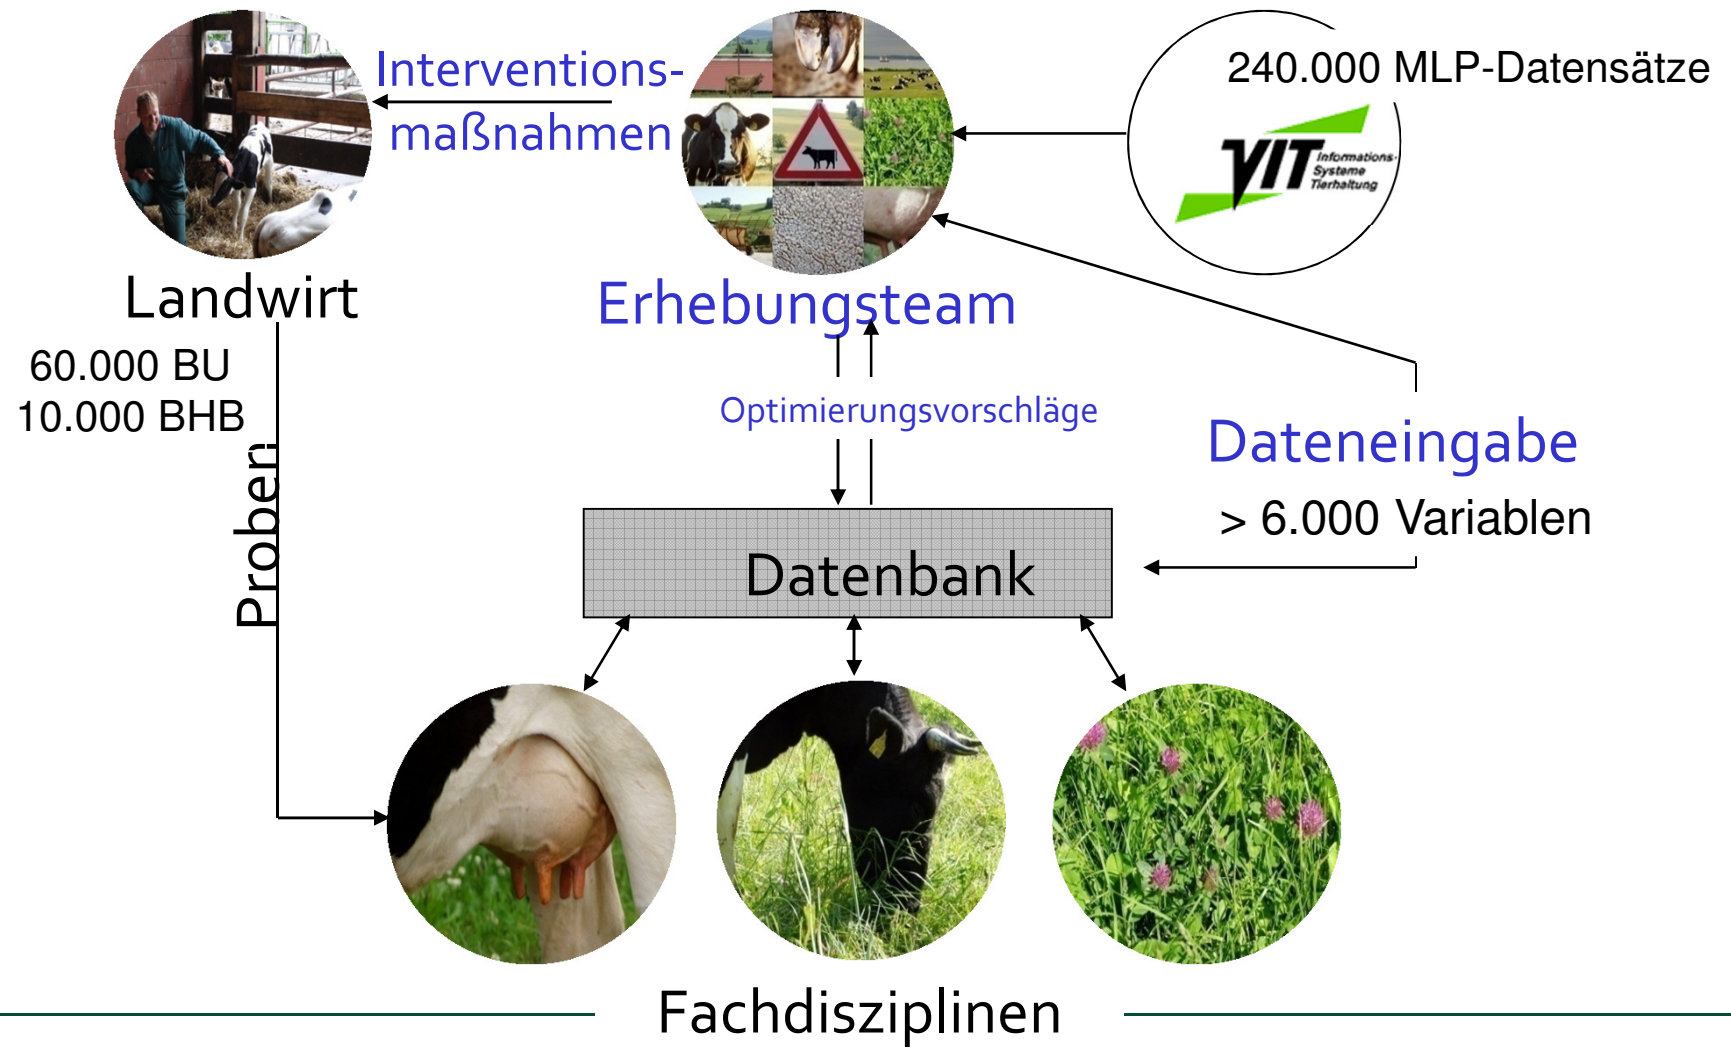 Interventions-
maßnahmen
240.000 MLP-Datensätze
VIT Informations-
Systeme
Tierhaltung
Landwirt
Erhebungsteam
60.000 BU
10.000 BHB
Optimierungsvorschläge
Proben
Dateneingabe
> 6.000 Variablen
Datenbank
Fachdisziplinen